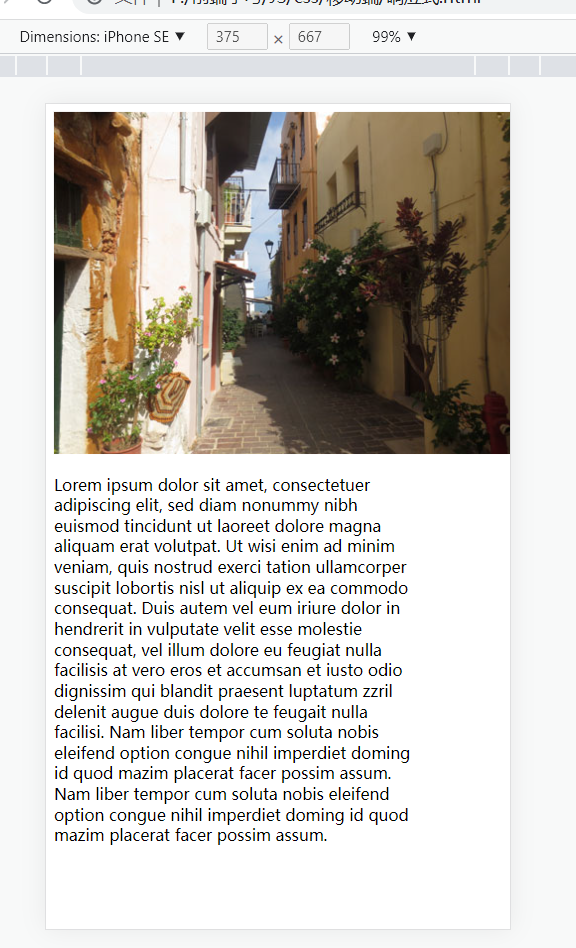 Dimensions: iPhone SE ▼ 375 × 667 99% ▼
Lorem ipsum dolor sit amet, consectetuer
adipiscing elit, sed diam nonummy nibh
euismod tincidunt ut laoreet dolore magna
aliquam erat volutpat. Ut wisi enim ad minim
veniam, quis nostrud exerci tation ullamcorper
suscipit lobortis nisl ut aliquip ex ea commodo
consequat. Duis autem vel eum iriure dolor in
hendrerit in vulputate velit esse molestie
consequat, vel illum dolore eu feugiat nulla
facilisis at vero eros et accumsan et iusto odio
dignissim qui blandit praesent luptatum zzril
delenit augue duis dolore te feugait nulla
facilisi. Nam liber tempor cum soluta nobis
eleifend option congue nihil imperdiet doming
id quod mazim placerat facer possim assum.
Nam liber tempor cum soluta nobis eleifend
option congue nihil imperdiet doming id quod
mazim placerat facer possim assum.